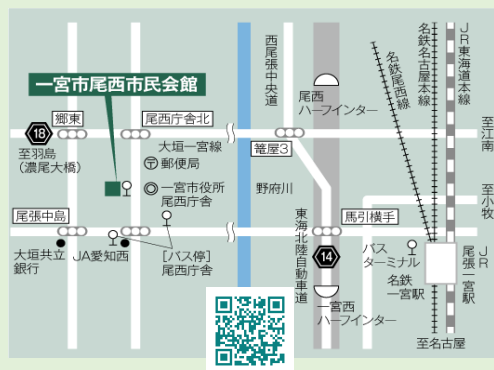 一宮市尾西市民会館
郷東
尾西庁舎北
18
至羽島
(濃尾大橋)
大垣一宮線
郵便局
一宮市役所
尾西庁舎
尾張中島
大垣共立
銀行
JA愛知西
[バス停]
尾西庁舎
西尾張中央道
尾西
ハーフインター
篭屋3
野府川
東海北陸自動車道
馬引横手
14
一宮西
ハーフインター
名鉄尾西線
名鉄名古屋本線
JR東海道本線
至江南
至小牧
バス
ターミナル
名鉄
一宮駅
JR
尾張一宮駅
至名古屋